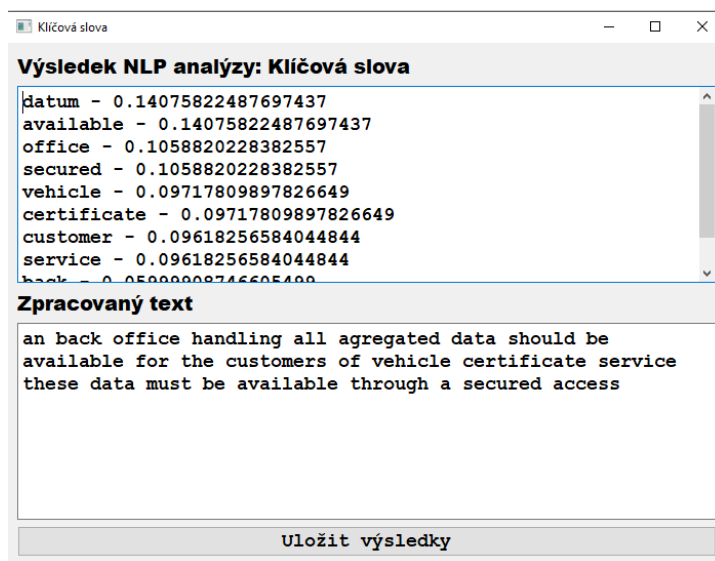 Klíčová slova
Výsledek NLP analýzy: Klíčová slova
datum - 0.14075822487697437
available - 0.14075822487697437
office - 0.1058820228382557
secured - 0.1058820228382557
vehicle - 0.09717809897826649
certificate - 0.09717809897826649
customer - 0.09618256584044844
service - 0.09618256584044844
back - 0.05999908746605499
Zpracovaný text
an back office handling all agregated data should be
available for the customers of vehicle certificate service
these data must be available through a secured access
Uložit výsledky